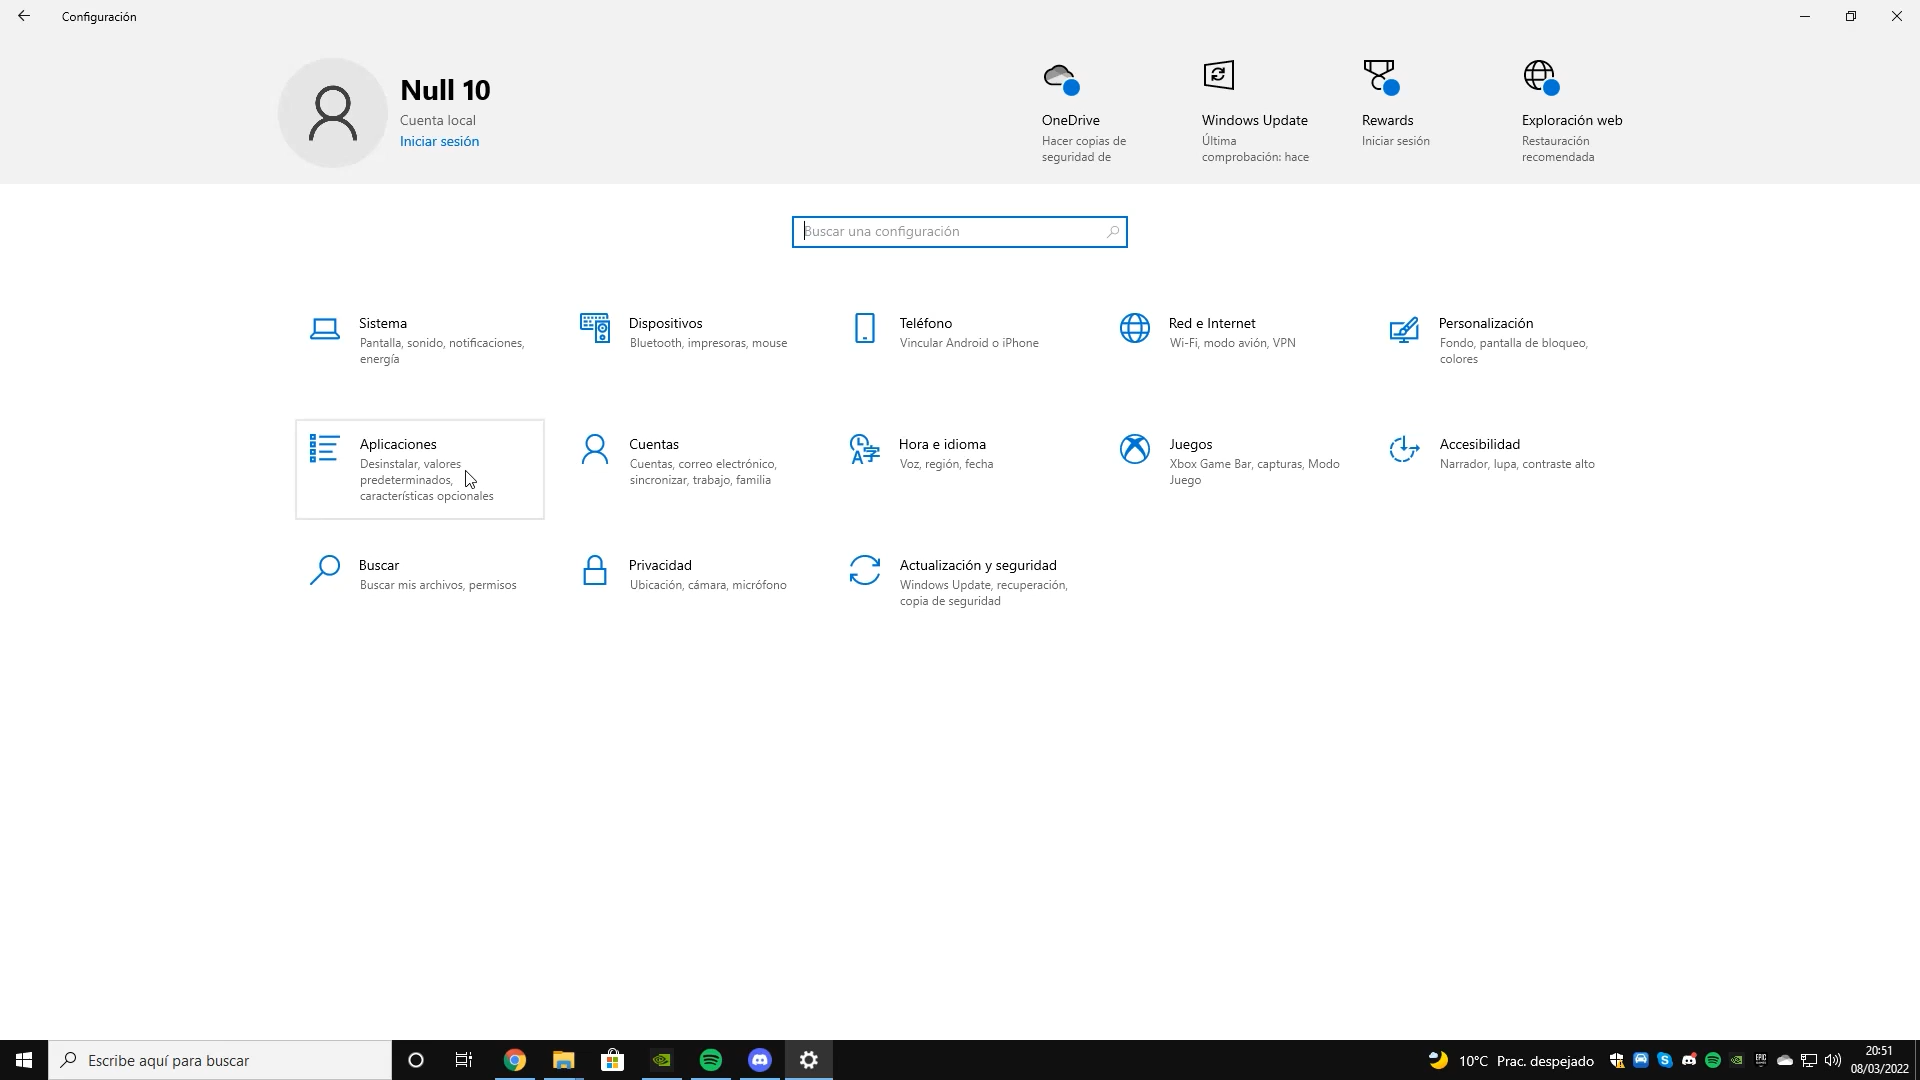 Configuración
Null 10
Cuenta local
Iniciar sesión
OneDrive
Hacer copias de
seguridad de
Windows Update
Última
comprobación: hace
Rewards
Iniciar sesión
Exploración web
Restauración
recomendada
Buscar una configuración
Sistema
Pantalla, sonido, notificaciones,
energía
Dispositivos
Bluetooth, impresoras, mouse
Teléfono
Vincular Android o iPhone
Red e Internet
Wi-Fi, modo avión, VPN
Personalización
Fondo, pantalla de bloqueo,
colores
Aplicaciones
Desinstalar, valores
predeterminados,
características opcionales
Cuentas
Cuentas, correo electrónico,
sincronizar, trabajo, familia
Hora e idioma
Voz, región, fecha
Juegos
Xbox Game Bar, capturas, Modo
Juego
Accesibilidad
Narrador, lupa, contraste alto
Buscar
Buscar mis archivos, permisos
Privacidad
Ubicación, cámara, micrófono
Actualización y seguridad
Windows Update, recuperación,
copia de seguridad
Escribe aquí para buscar
10°C Prac. despejado
20:51
08/03/2022